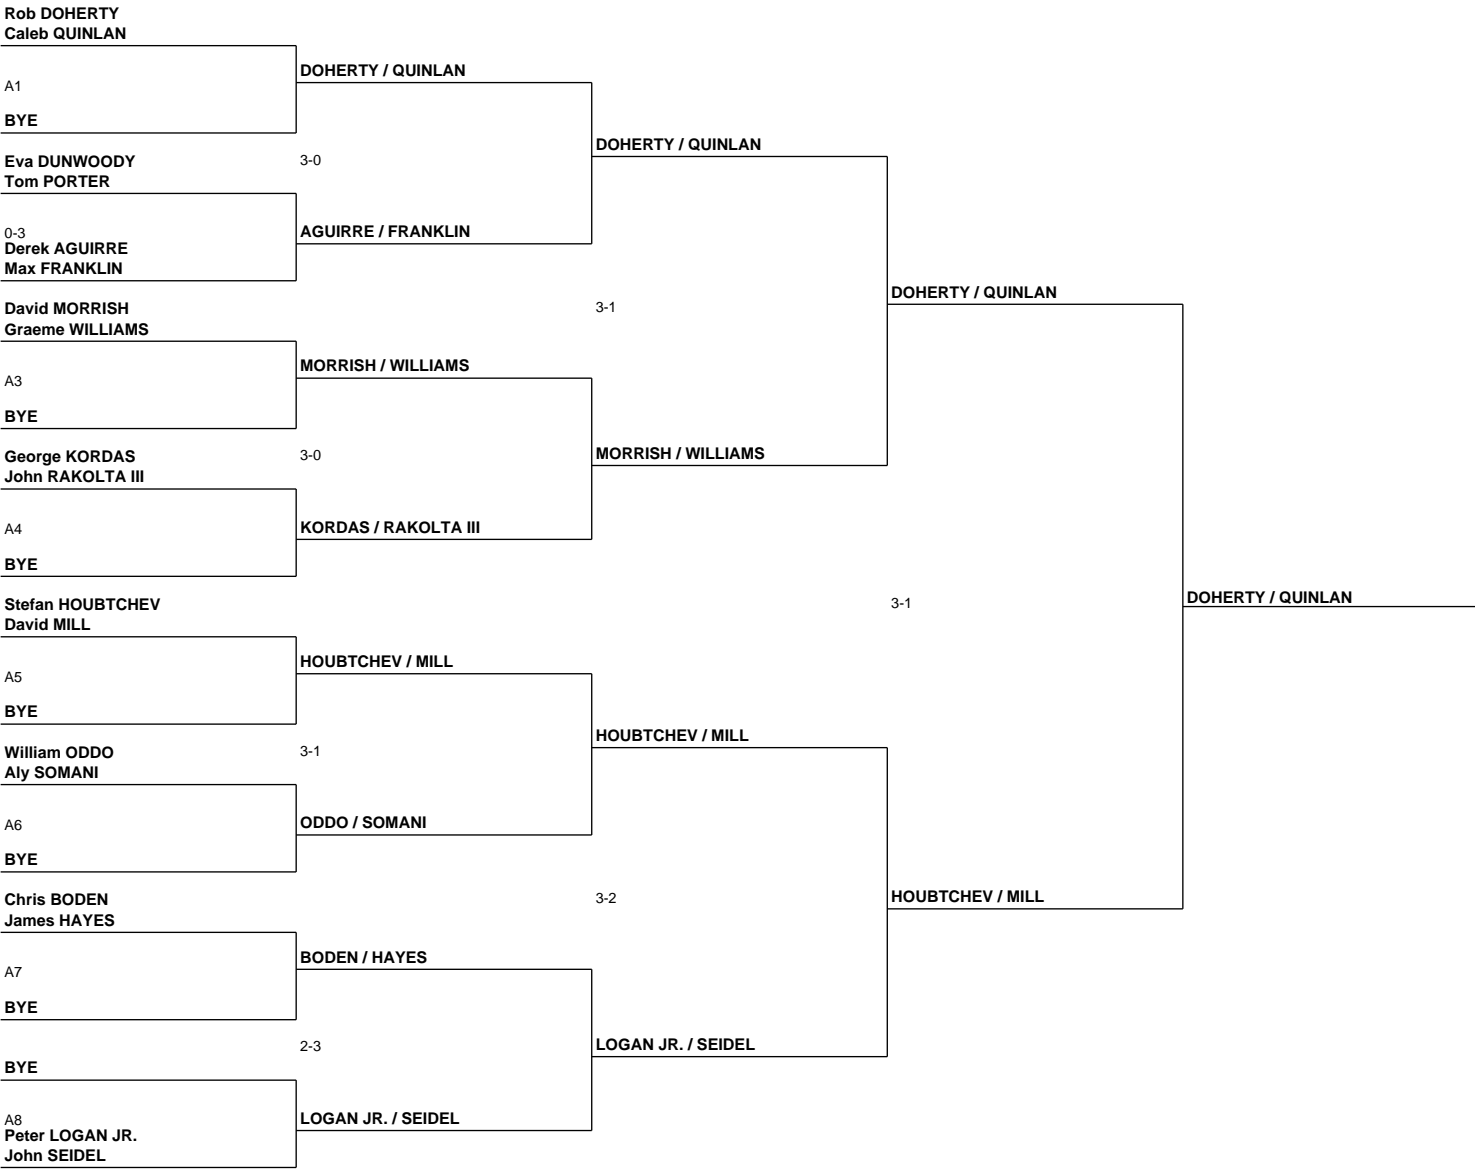 Rob DOHERTY
Caleb QUINLAN
DOHERTY / QUINLAN
A1
BYE
DOHERTY / QUINLAN
Eva DUNWOODY
3-0
Tom PORTER
0-3
AGUIRRE / FRANKLIN
Derek AGUIRRE
Max FRANKLIN
DOHERTY / QUINLAN
David MORRISH
3-1
Graeme WILLIAMS
MORRISH / WILLIAMS
A3
BYE
George KORDAS
3-0
MORRISH / WILLIAMS
John RAKOLTA III
A4
KORDAS / RAKOLTA III
BYE
DOHERTY / QUINLAN
Stefan HOUBTCHEV
3-1
David MILL
HOUBTCHEV / MILL
A5
BYE
HOUBTCHEV / MILL
William ODDO
3-1
Aly SOMANI
A6
ODDO / SOMANI
BYE
Chris BODEN
3-2
HOUBTCHEV / MILL
James HAYES
BODEN / HAYES
A7
BYE
2-3
LOGAN JR. / SEIDEL
BYE
A8
LOGAN JR. / SEIDEL
Peter LOGAN JR.
John SEIDEL